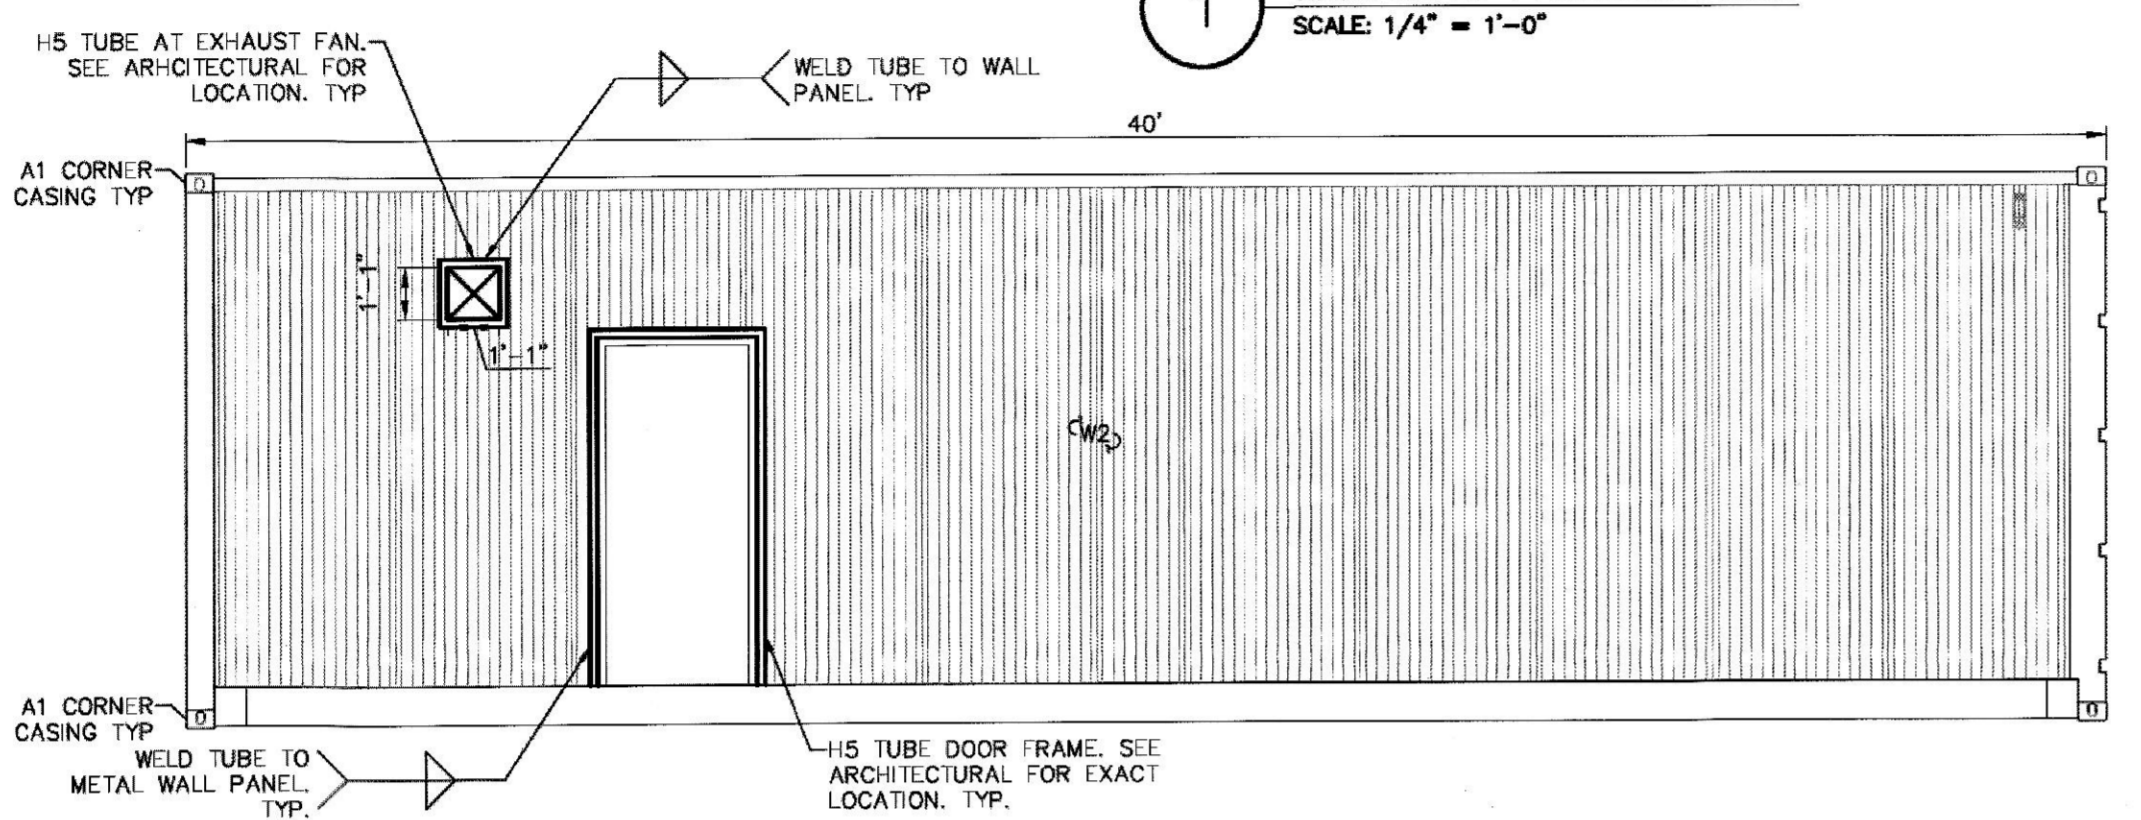 1
SCALE: 1/4" = 1'-0"
H5 TUBE AT EXHAUST FAN.
SEE ARHCITECTURAL FOR
LOCATION. TYP
WELD TUBE TO WALL
PANEL. TYP
40'
A1 CORNER
CASING TYP
1'-1"
1'-1"
W2
A1 CORNER
CASING TYP
WELD TUBE TO
METAL WALL PANEL.
TYP.
H5 TUBE DOOR FRAME. SEE
ARCHITECTURAL FOR EXACT
LOCATION. TYP.